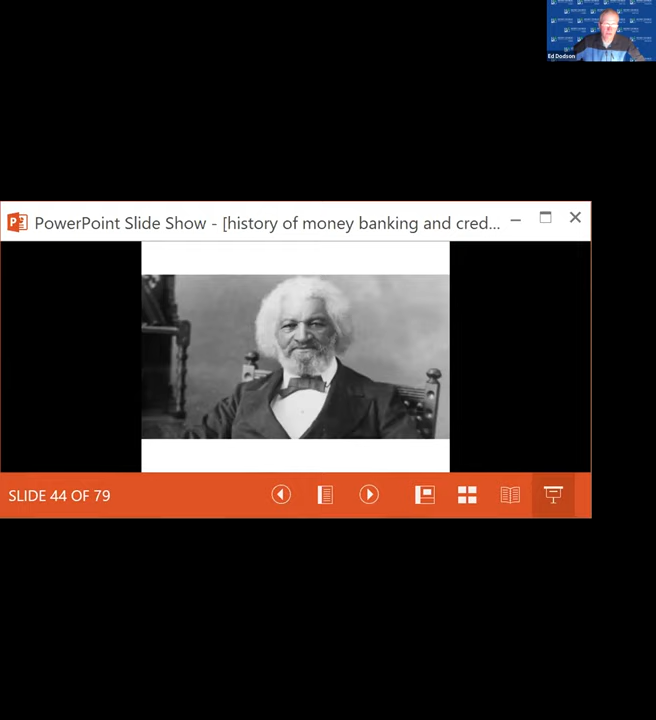 Ed Dodson
PowerPoint Slide Show - [history of money banking and cred...
SLIDE 44 OF 79